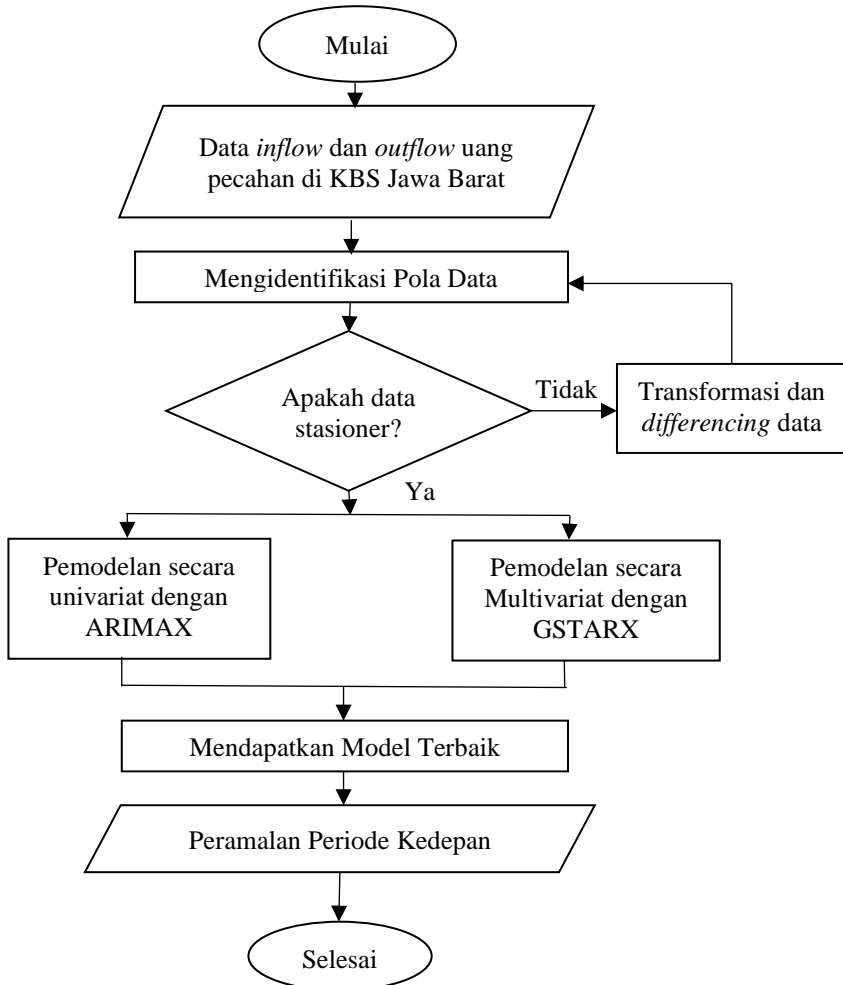 Mulai
Data inflow dan outflow uang
pecahan di KBS Jawa Barat
Mengidentifikasi Pola Data
Apakah data
stasioner?
Tidak
Transformasi dan
differencing data
Ya
Pemodelan secara
univariat dengan
ARIMAX
Pemodelan secara
Multivariat dengan
GSTARX
Mendapatkan Model Terbaik
Peramalan Periode Kedepan
Selesai